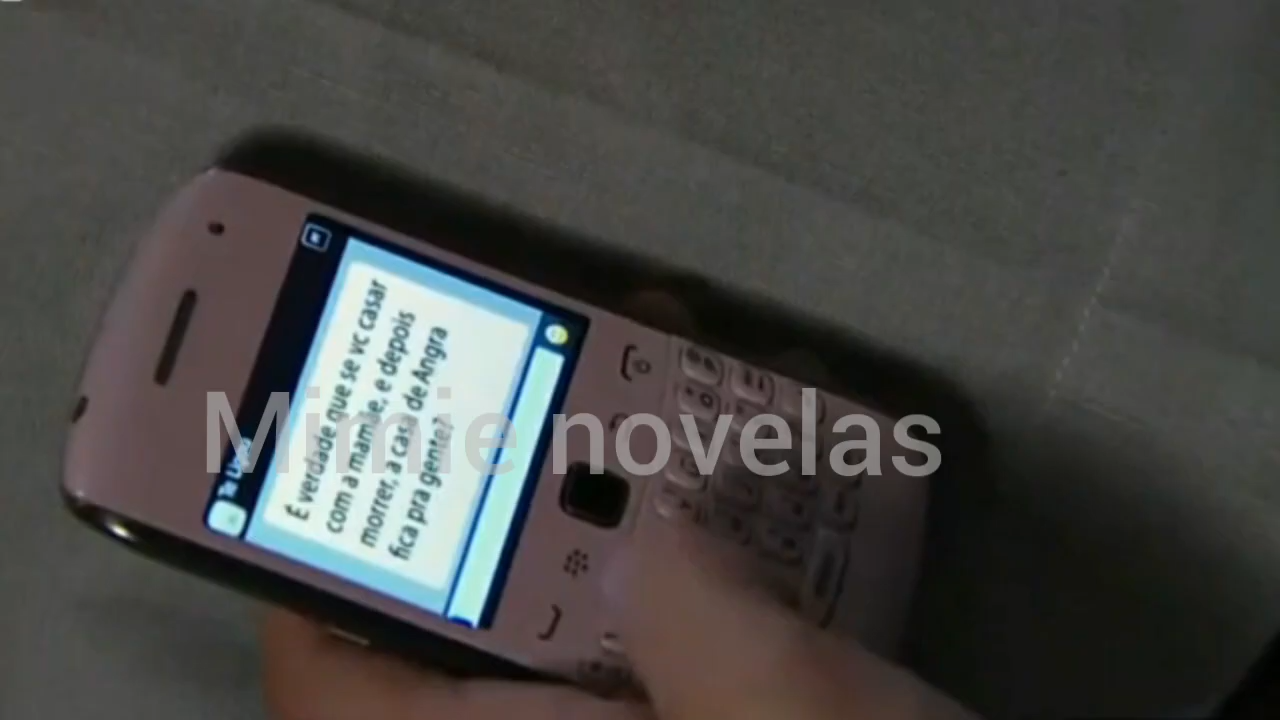 É verdade que se vc casar
com a mamãe, e depois
morrer, a casa de Angra
fica pra gente?
Mimie novelas